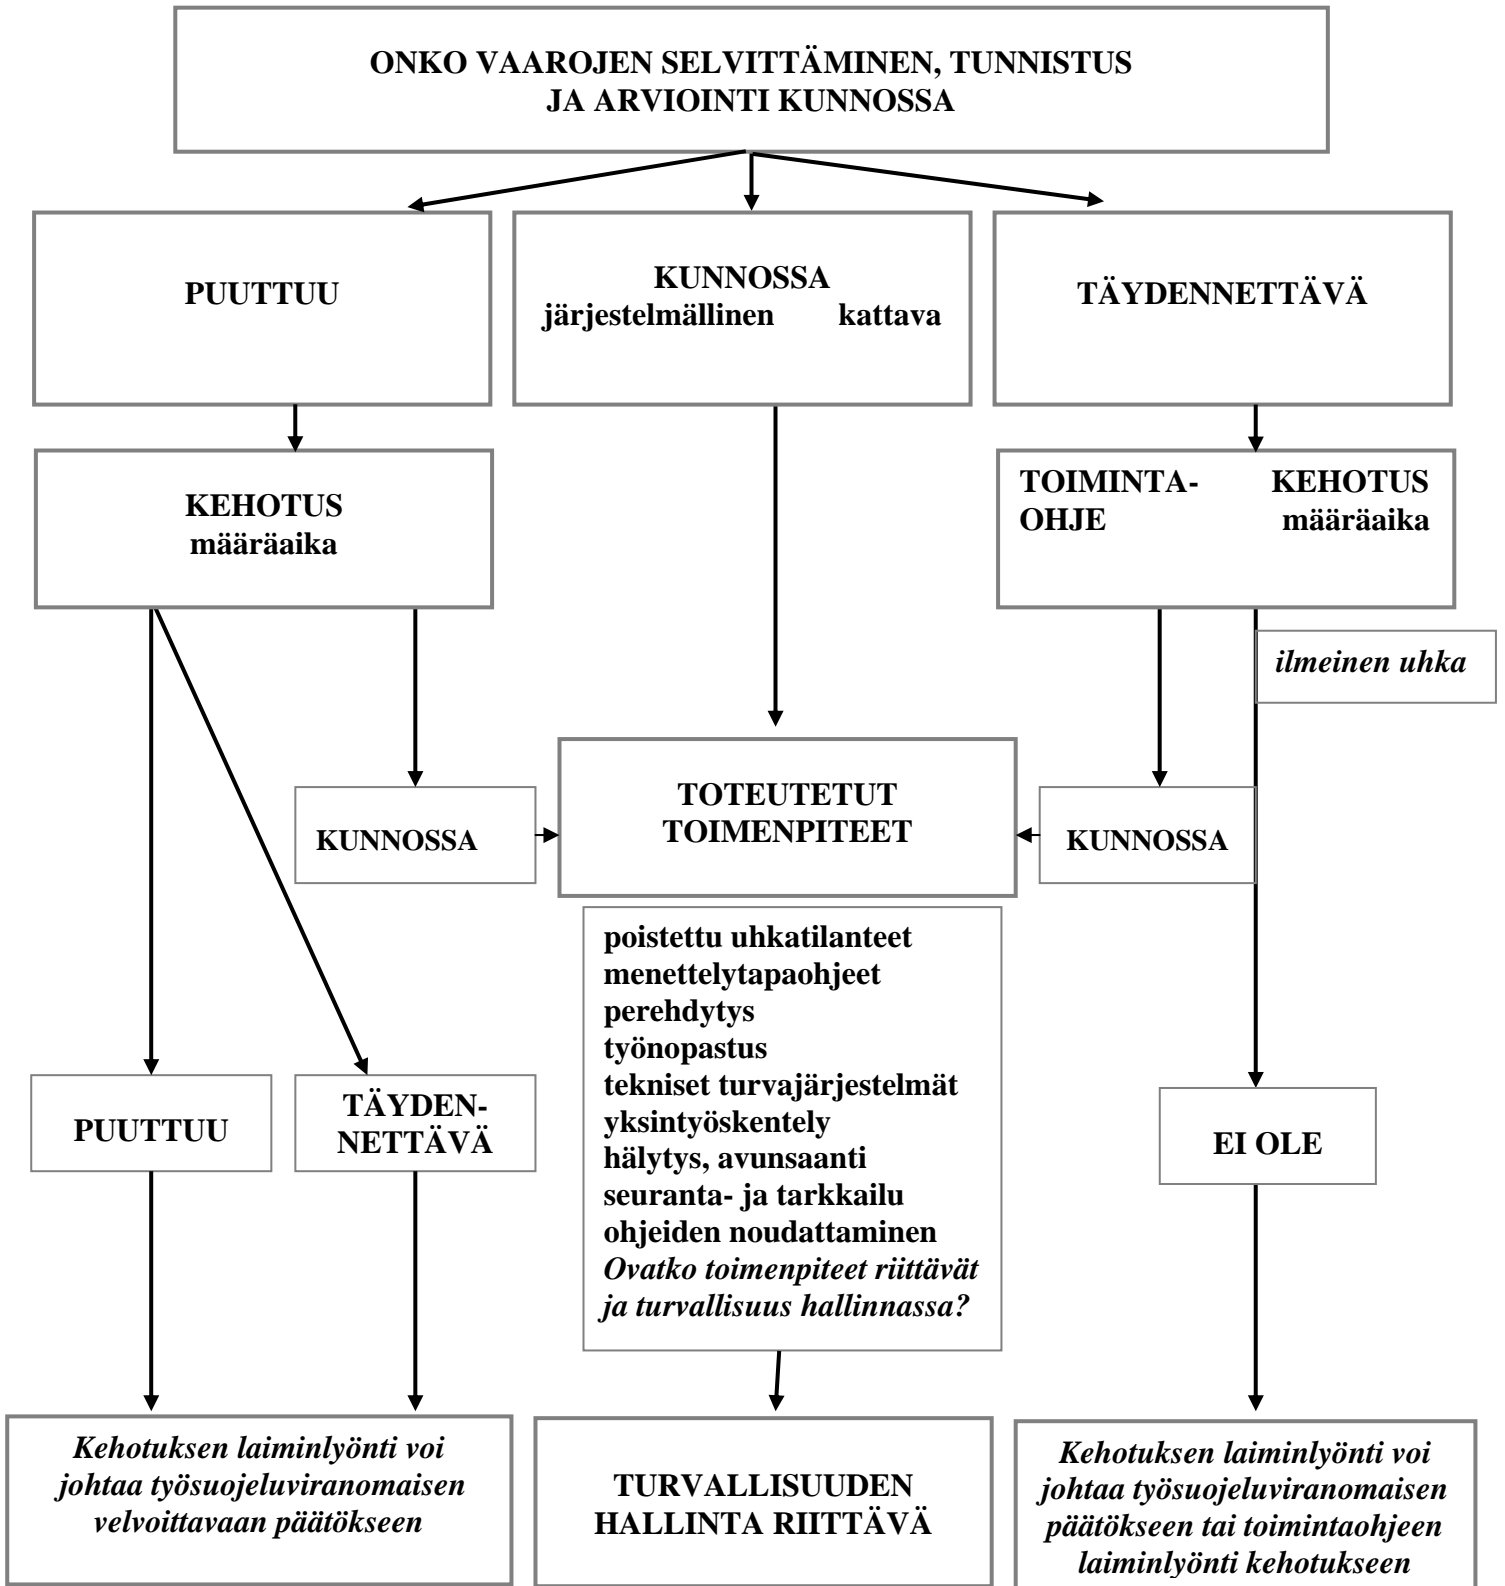 ONKO VAAROJEN SELVITTÄMINEN, TUNNISTUS
JA ARVIOINTI KUNNOSSA
PUUTTUU
KUNNOSSA
järjestelmällinen kattava
TÄYDENNETTÄVÄ
KEHOTUS
määräaika
TOIMINTA- KEHOTUS
OHJE määräaika
ilmeinen uhka
KUNNOSSA
TOTEUTETUT
TOIMENPITEET
KUNNOSSA
poistettu uhkatilanteet
menettelytapaohjeet
perehdytys
työnopastus
tekniset turvajärjestelmät
yksintyöskentely
hälytys, avunsaanti
seuranta- ja tarkkailu
ohjeiden noudattaminen
Ovatko toimenpiteet riittävät
ja turvallisuus hallinnassa?
PUUTTUU
TÄYDEN-
NETTÄVÄ
EI OLE
Kehotuksen laiminlyönti voi
johtaa työsuojeluviranomaisen
velvoittavaan päätökseen
TURVALLISUUDEN
HALLINTA RIITTÄVÄ
Kehotuksen laiminlyönti voi
johtaa työsuojeluviranomaisen
päätökseen tai toimintaohjeen
laiminlyönti kehotukseen